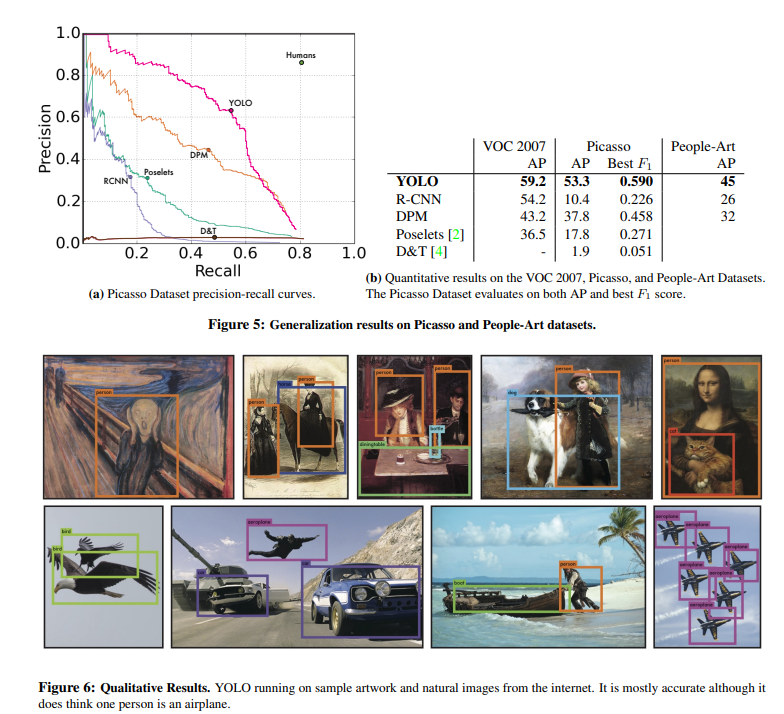 1.0
0.8
0.6
0.4
0.2
0.0
Precision
Humans
YOLO
DPM
Poselets
RCNN
D&T
0.2 0.4 0.6 0.8 1.0
Recall
(a) Picasso Dataset precision-recall curves.
VOC 2007 Picasso People-Art
AP AP Best F1 AP
YOLO 59.2 53.3 0.590 45
R-CNN 54.2 10.4 0.226 26
DPM 43.2 37.8 0.458 32
Poselets [2] 36.5 17.8 0.271
D&T [4] - 1.9 0.051
(b) Quantitative results on the VOC 2007, Picasso, and People-Art Datasets.
The Picasso Dataset evaluates on both AP and best F1 score.
Figure 5: Generalization results on Picasso and People-Art datasets.
person
person
horse
person
person
person
bottle
diningtable
dog
person
person
cat
bird
bird
aeroplane
car
car
boat
person
aeroplane
aeroplane
aeroplane
aeroplane
aeroplane
aeroplane
Figure 6: Qualitative Results. YOLO running on sample artwork and natural images from the internet. It is mostly accurate although it
does think one person is an airplane.